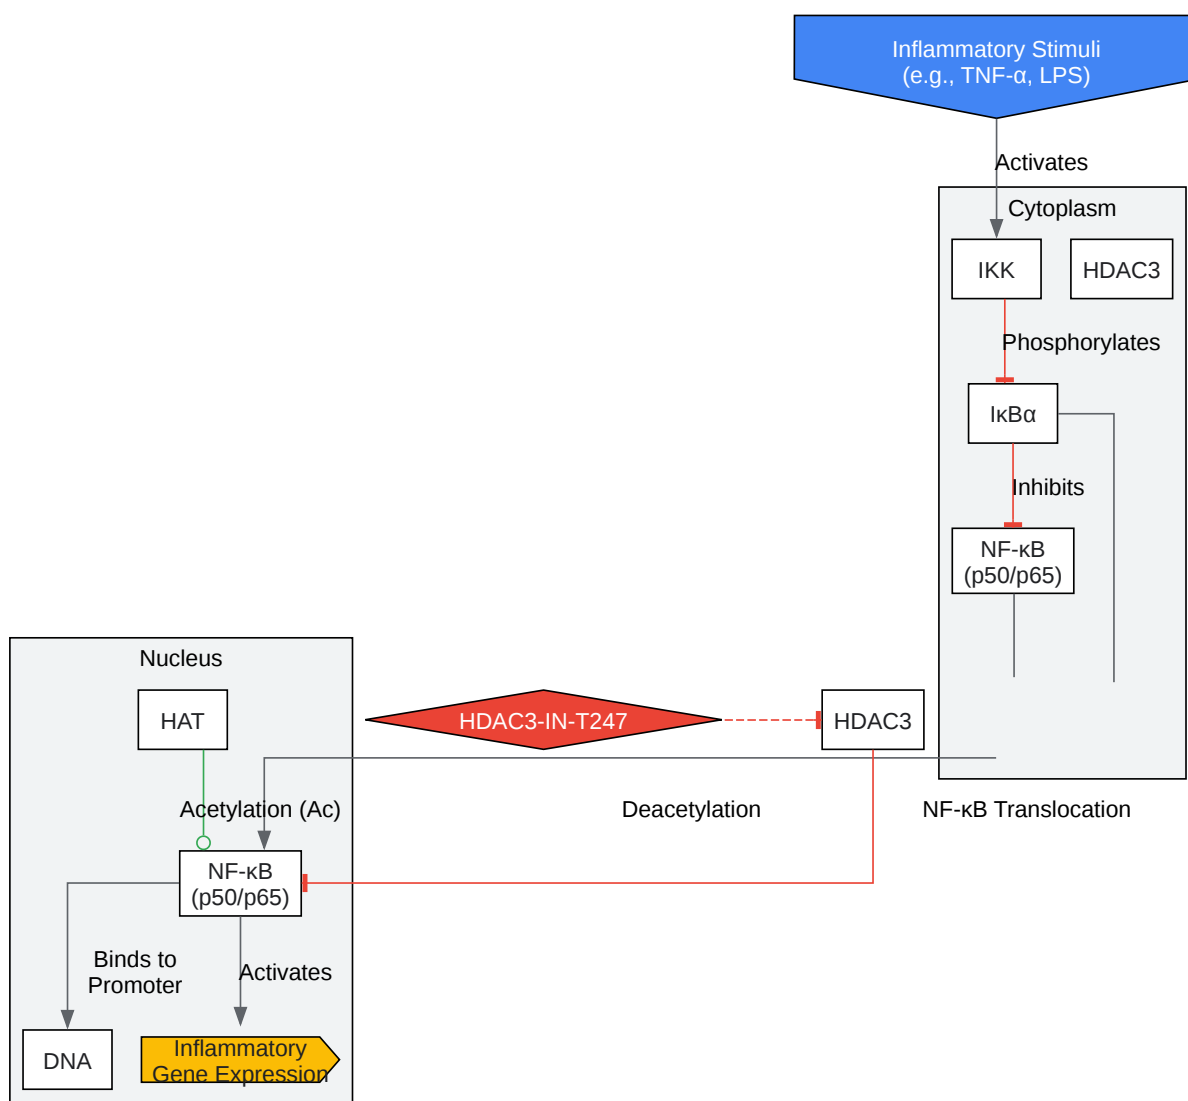 Inflammatory Stimuli
(e.g., TNF-α, LPS)
Activates
Cytoplasm
IKK
HDAC3
Phosphorylates
IκBα
Inhibits
NF-κB
(p50/p65)
Nucleus
HAT
HDAC3-IN-T247
HDAC3
Acetylation (Ac)
Deacetylation
NF-κB Translocation
NF-κB
(p50/p65)
Binds to
Promoter
Activates
DNA
Inflammatory
Gene Expression